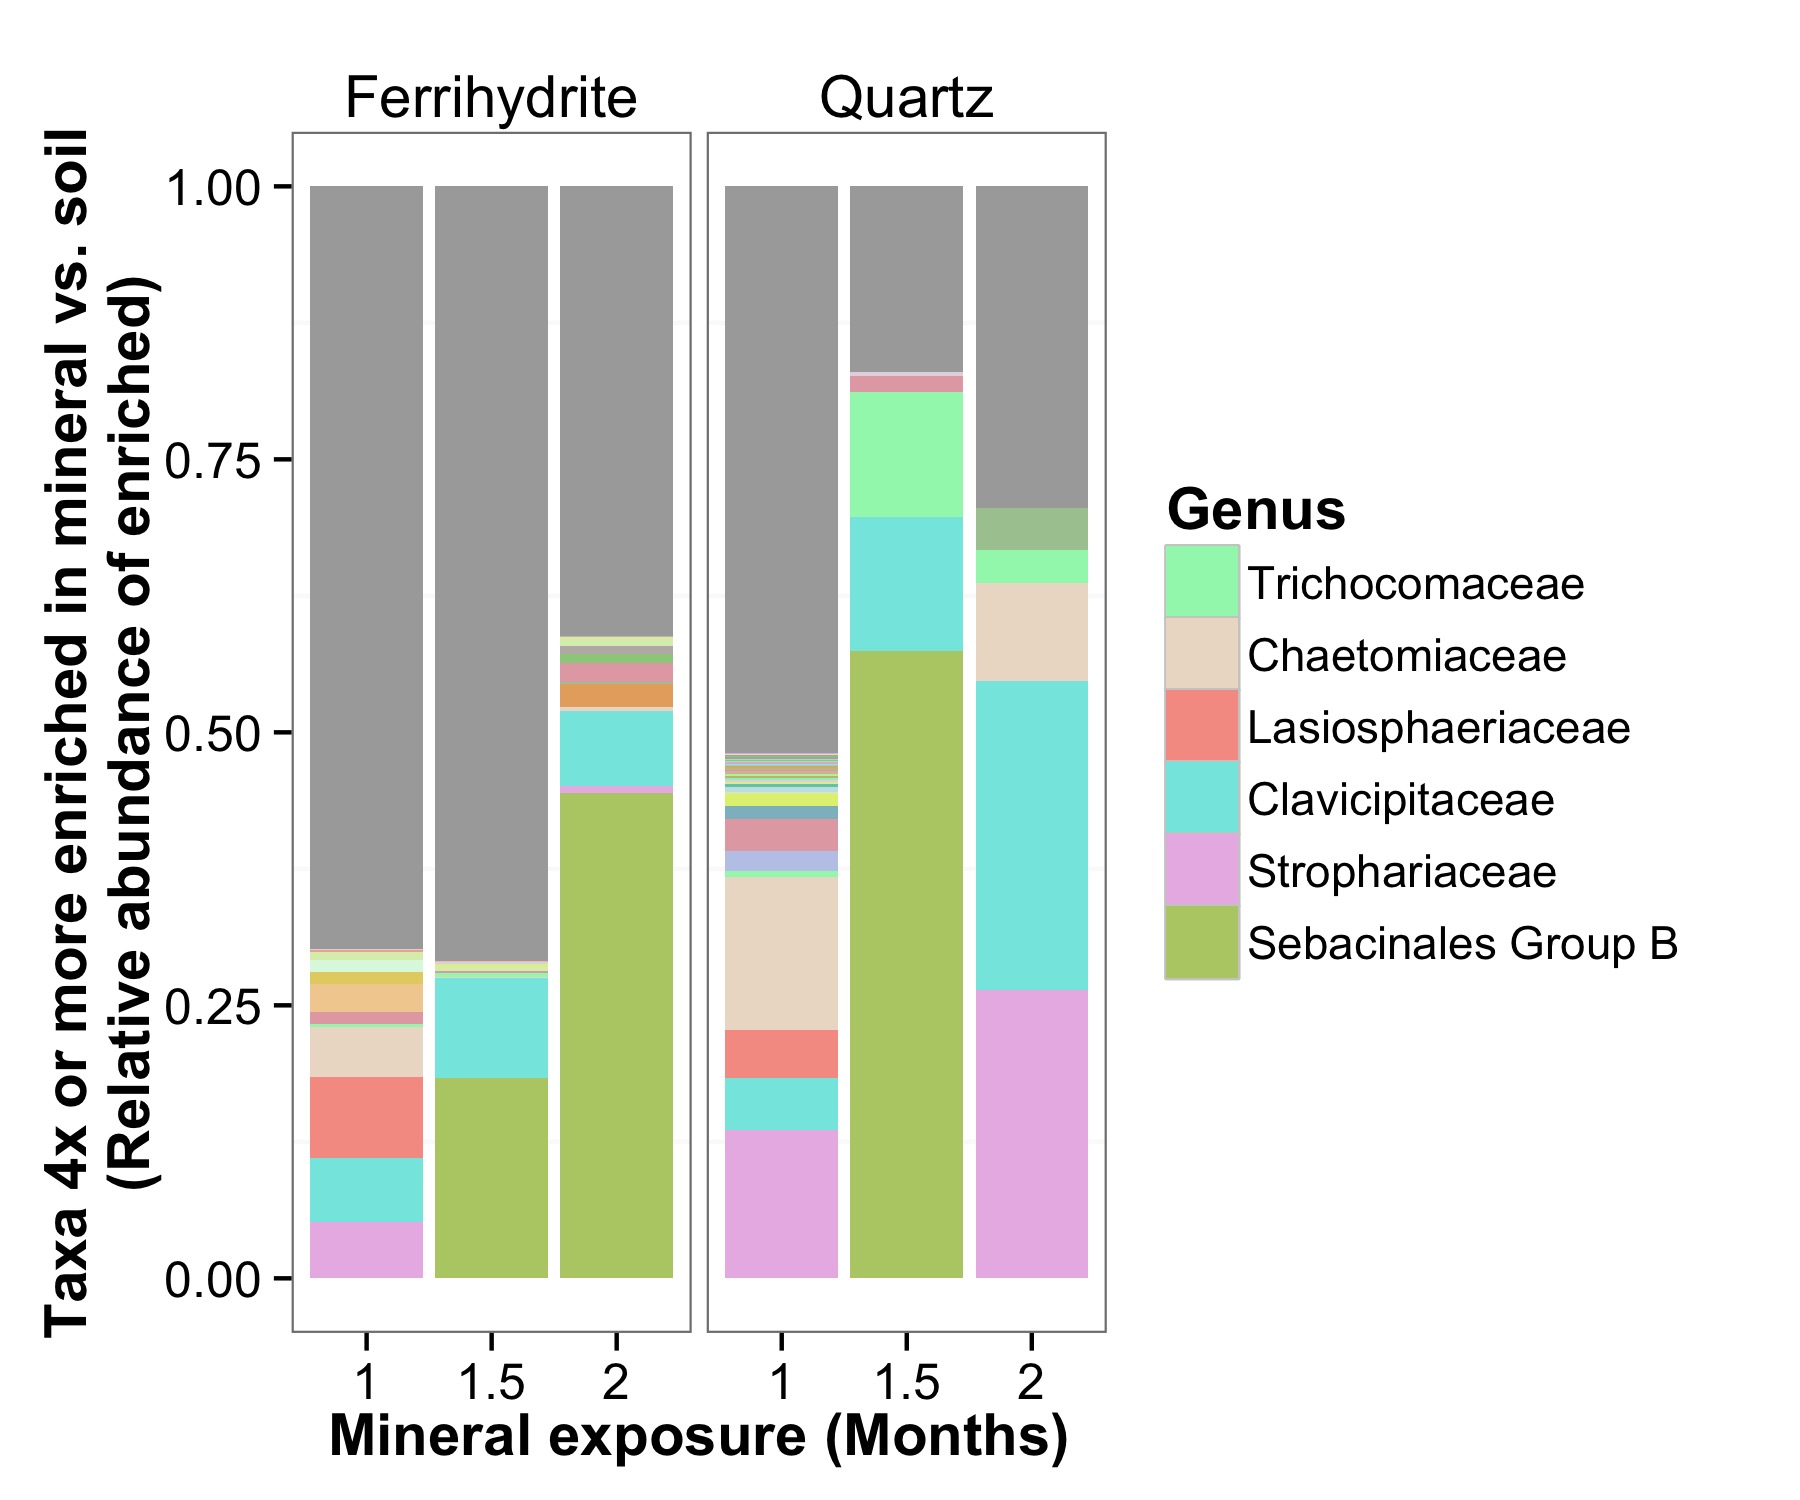 Ferrihydrite
Quartz
Taxa 4x or more enriched in mineral vs. soil
(Relative abundance of enriched)
1.00
0.75
0.50
0.25
0.00
1 1.5 2
1 1.5 2
Mineral exposure (Months)
Genus
Trichocomaceae
Chaetomiaceae
Lasiosphaeriaceae
Clavicipitaceae
Strophariaceae
Sebacinales Group B